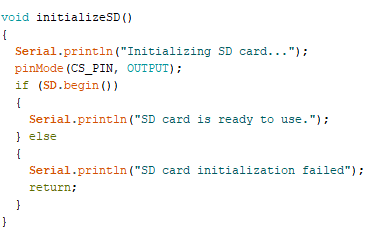 void initializeSD()
{
  Serial.println("Initializing SD card...");
  pinMode(CS_PIN, OUTPUT);
  if (SD.begin())
  {
    Serial.println("SD card is ready to use.");
  } else
  {
    Serial.println("SD card initialization failed");
    return;
  }
}